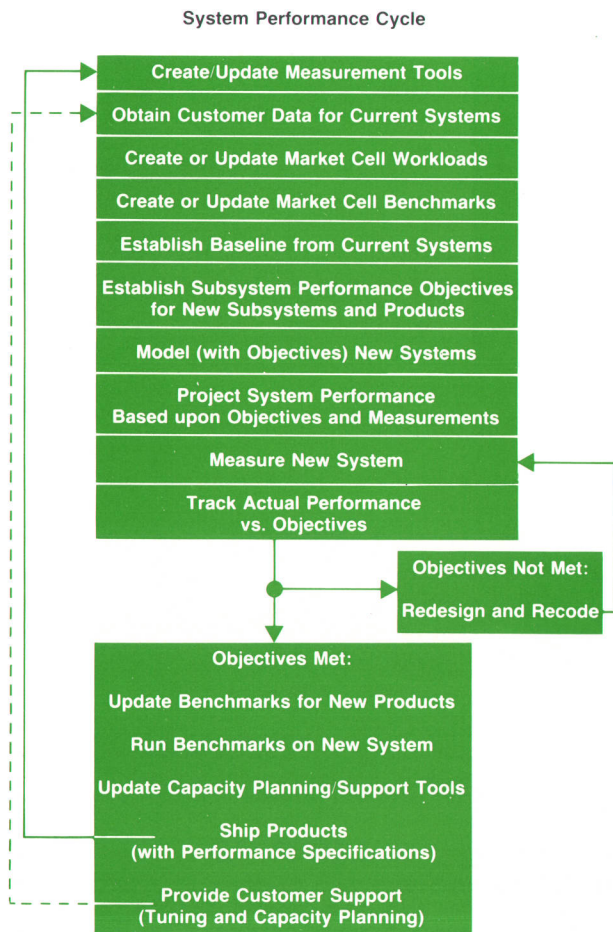 System Performance Cycle
Create/Update Measurement Tools
Obtain Customer Data for Current Systems
Create or Update Market Cell Workloads
Create or Update Market Cell Benchmarks
Establish Baseline from Current Systems
Establish Subsystem Performance Objectives
for New Subsystems and Products
Model (with Objectives) New Systems
Project System Performance
Based upon Objectives and Measurements
Measure New System
Track Actual Performance
vs. Objectives
Objectives Not Met:
Redesign and Recode
Objectives Met:
Update Benchmarks for New Products
Run Benchmarks on New System
Update Capacity Planning/Support Tools
Ship Products
(with Performance Specifications)
Provide Customer Support
(Tuning and Capacity Planning)